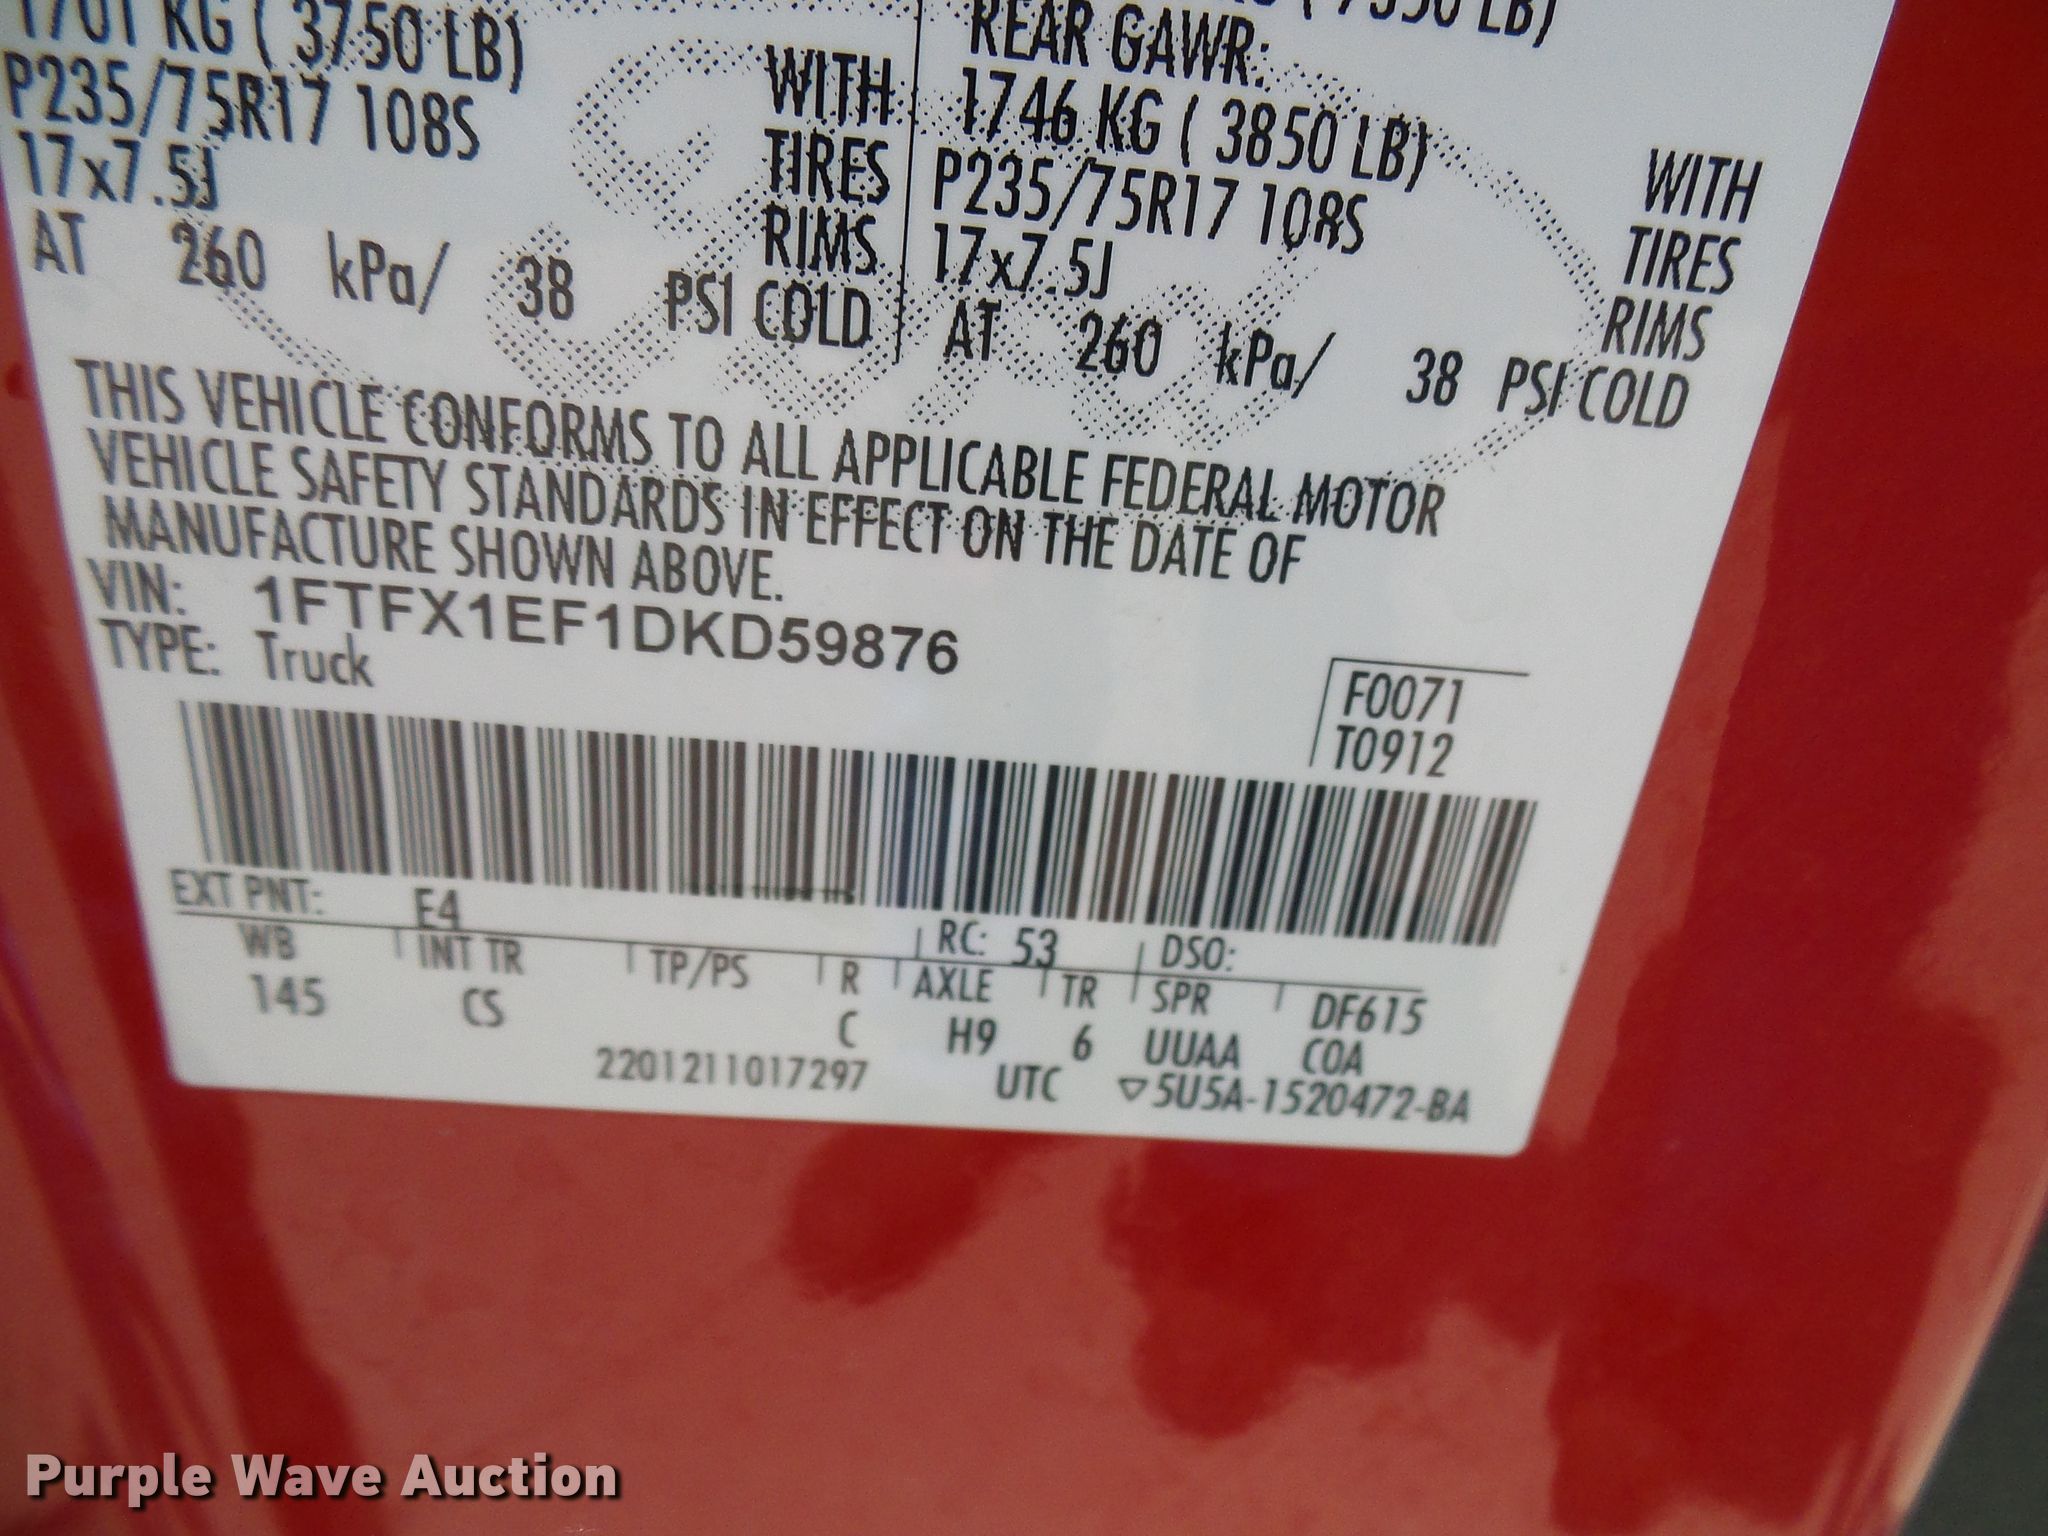 1701 KG ( 3750 LB)
P235/75R17 108S
17x7.5J
WITH
TIRES
RIMS
AT 260 kPa/ 38 PSI COLD
REAR GAWR:
1746 KG ( 3850 LB)
P235/75R17 108S
17x7.5J
WITH
TIRES
RIMS
AT 260 kPa/ 38 PSI COLD
THIS VEHICLE CONFORMS TO ALL APPLICABLE FEDERAL MOTOR
VEHICLE SAFETY STANDARDS IN EFFECT ON THE DATE OF
MANUFACTURE SHOWN ABOVE.
VIN: 1FTFX1EF1DKD59876
TYPE: Truck
F0071
T0912
EXT PNT: E4 RC: 53 DSO:
WB INT TR TP/PS R AXLE TR SPR DF615
145 CS C H9 6 UUAA COA
2201211017297 UTC ▽5U5A-1520472-BA
Purple Wave Auction